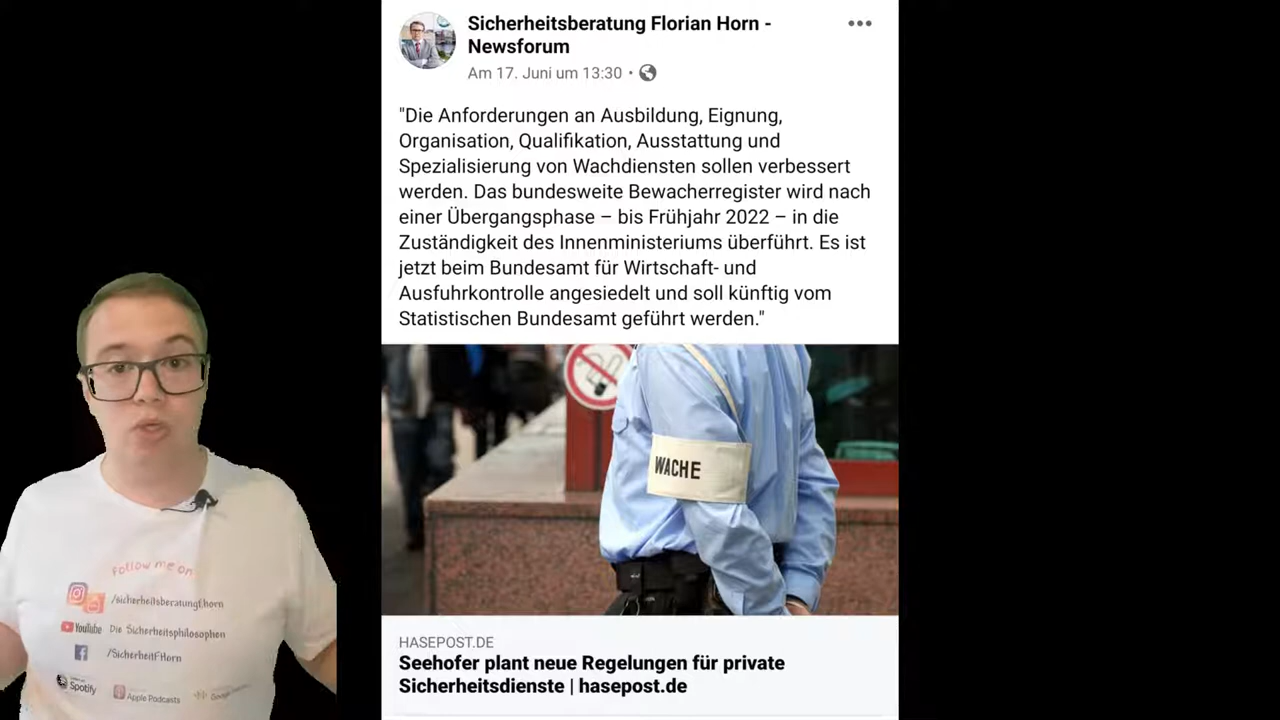 Sicherheitsberatung Florian Horn -
Newsforum
Am 17. Juni um 13:30 •
"Die Anforderungen an Ausbildung, Eignung,
Organisation, Qualifikation, Ausstattung und
Spezialisierung von Wachdiensten sollen verbessert
werden. Das bundesweite Bewacherregister wird nach
einer Übergangsphase – bis Frühjahr 2022 – in die
Zuständigkeit des Innenministeriums überführt. Es ist
jetzt beim Bundesamt für Wirtschaft- und
Ausfuhrkontrolle angesiedelt und soll künftig vom
Statistischen Bundesamt geführt werden."
WACHE
HASEPOST.DE
Seehofer plant neue Regelungen für private
Sicherheitsdienste | hasepost.de
Follow me on
/sicherheitsberatungf.horn
YouTube Die Sicherheitsphilosophen
/SicherheitFHorn
Spotify
Apple Podcasts